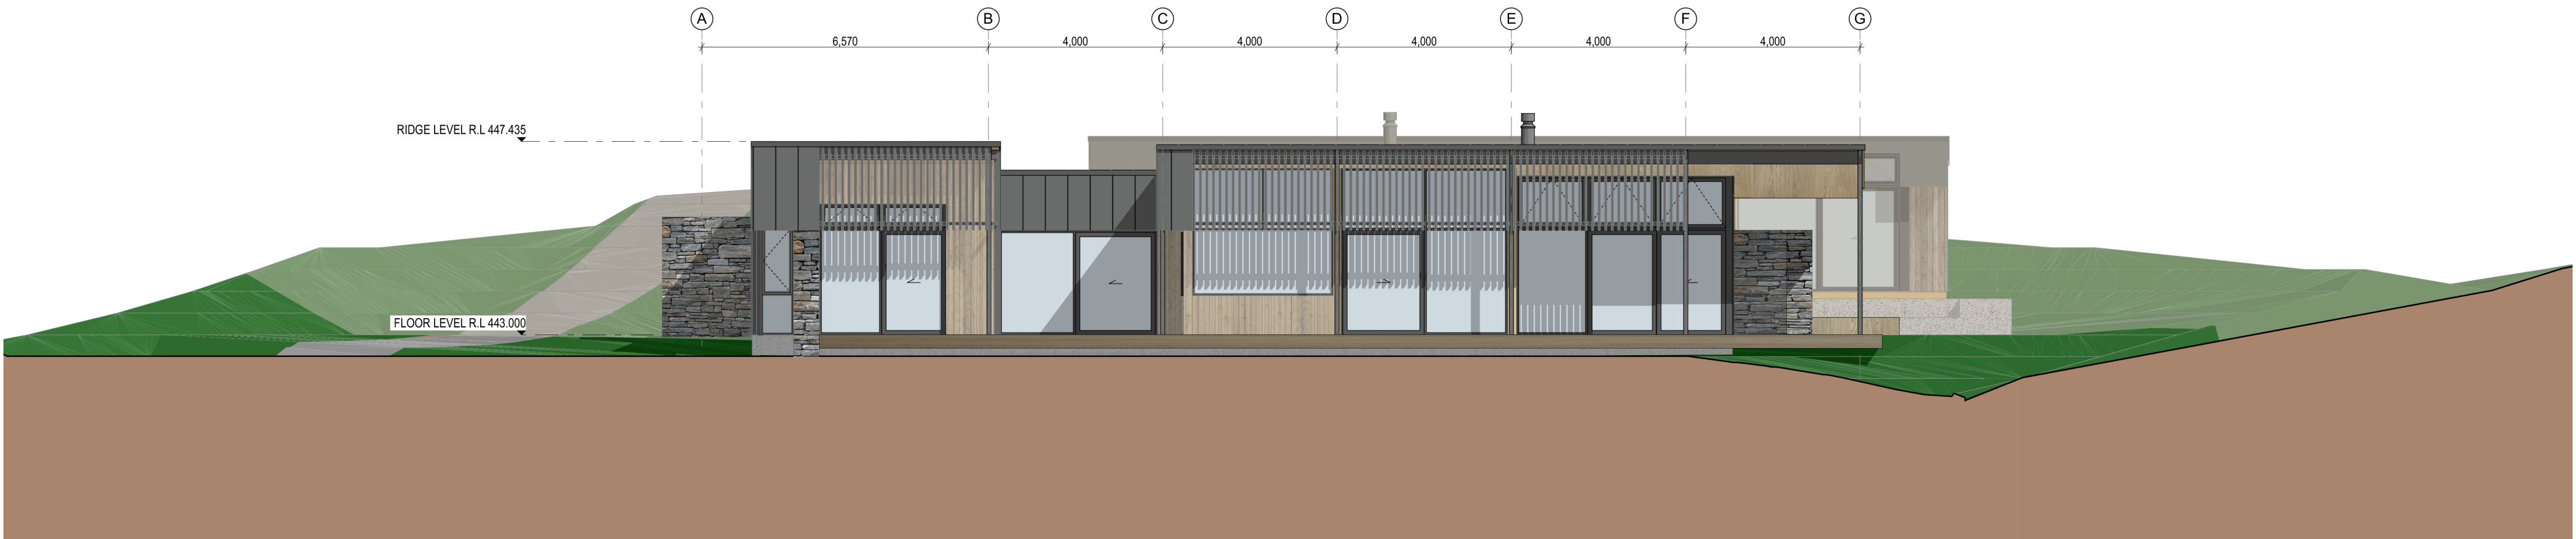 A B C D E F G
6,570 4,000 4,000 4,000 4,000 4,000
RIDGE LEVEL R.L 447.435
FLOOR LEVEL R.L 443.000